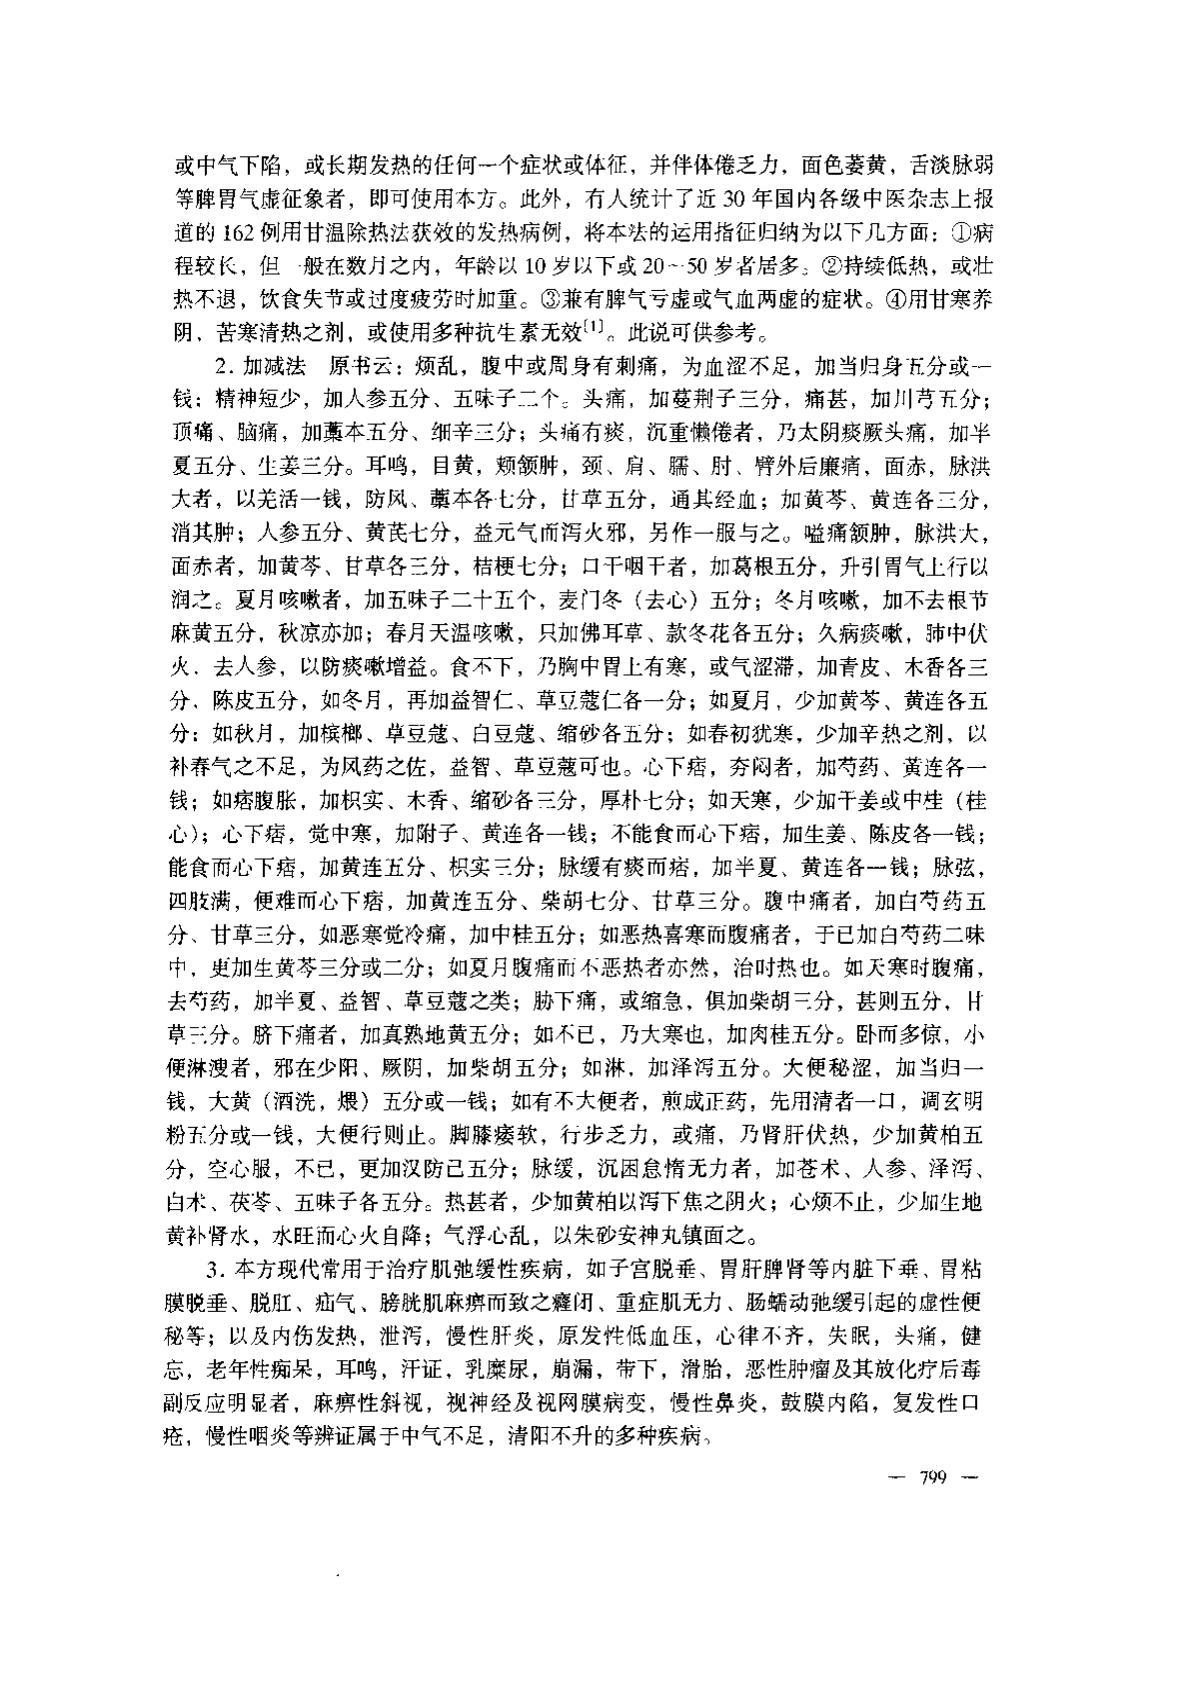 或中气下陷，或长期发热的任何一个症状或体征，并伴体倦乏力，面色萎黄，舌淡脉弱
等脾胃气虚征象者，即可使用本方。此外，有人统计了近 30 年国内各级中医杂志上报
道的 162 例用甘温除热法获效的发热病例，将本法的运用指征归纳为以下几方面：①病
程较长，但一般在数月之内，年龄以 10 岁以下或 20～50 岁者居多。②持续低热，或壮
热不退，饮食失节或过度疲劳时加重。③兼有脾气亏虚或气血两虚的症状。④用甘寒养
阴，苦寒清热之剂，或使用多种抗生素无效[1]。此说可供参考。
2. 加减法　原书云：烦乱，腹中或周身有刺痛，为血涩不足，加当归身五分或一
钱；精神短少，加人参五分、五味子二个。头痛，加蔓荆子三分，痛甚，加川芎五分；
顶痛、脑痛，加藁本五分、细辛三分；头痛有痰，沉重懒倦者，乃太阴痰厥头痛，加半
夏五分、生姜三分。耳鸣，目黄，颊颔肿，颈、肩、臑、肘、臂外后廉痛，面赤，脉洪
大者，以羌活一钱，防风、藁本各七分，甘草五分，通其经血；加黄芩、黄连各三分，
消其肿；人参五分、黄芪七分，益元气而泻火邪，另作一服与之。嗌痛颔肿，脉洪大，
面赤者，加黄芩、甘草各三分，桔梗七分；口干咽干者，加葛根五分，升引胃气上行以
润之。夏月咳嗽者，加五味子二十五个，麦门冬（去心）五分；冬月咳嗽，加不去根节
麻黄五分，秋凉亦加；春月天温咳嗽，只加佛耳草、款冬花各五分；久病痰嗽，肺中伏
火，去人参，以防痰嗽增益。食不下，乃胸中胃上有寒，或气涩滞，加青皮、木香各三
分，陈皮五分，如冬月，再加益智仁、草豆蔻仁各一分；如夏月，少加黄芩、黄连各五
分；如秋月，加槟榔、草豆蔻、白豆蔻、缩砂各五分；如春初犹寒，少加辛热之剂，以
补春气之不足，为风药之佐，益智、草豆蔻可也。心下痞，夯闷者，加芍药、黄连各一
钱；如痞腹胀，加枳实、木香、缩砂各三分，厚朴七分；如天寒，少加干姜或中桂（桂
心）；心下痞，觉中寒，加附子、黄连各一钱；不能食而心下痞，加生姜、陈皮各一钱；
能食而心下痞，加黄连五分、枳实三分；脉缓有痰而痞，加半夏、黄连各一钱；脉弦，
四肢满，便难而心下痞，加黄连五分、柴胡七分、甘草三分。腹中痛者，加白芍药五
分、甘草三分，如恶寒觉冷痛，加中桂五分；如恶热喜寒而腹痛者，于已加白芍药二味
中，更加生黄芩三分或二分；如夏月腹痛而不恶热者亦然，治时热也。如天寒时腹痛，
去芍药，加半夏、益智、草豆蔻之类；胁下痛，或缩急，俱加柴胡三分，甚则五分，甘
草三分。脐下痛者，加真熟地黄五分；如不已，乃大寒也，加肉桂五分。卧而多惊，小
便淋溲者，邪在少阳、厥阴，加柴胡五分；如淋，加泽泻五分。大便秘涩，加当归一
钱，大黄（酒洗，煨）五分或一钱；如有不大便者，煎成正药，先用清者一口，调玄明
粉五分或一钱，大便行则止。脚膝痿软，行步乏力，或痛，乃肾肝伏热，少加黄柏五
分，空心服，不已，更加汉防己五分；脉缓，沉困怠惰无力者，加苍术、人参、泽泻、
白术、茯苓、五味子各五分。热甚者，少加黄柏以泻下焦之阴火；心烦不止，少加生地
黄补肾水，水旺而心火自降；气浮心乱，以朱砂安神丸镇面之。
3. 本方现代常用于治疗肌弛缓性疾病，如子宫脱垂、胃肝脾肾等内脏下垂、胃粘
膜脱垂、脱肛、疝气、膀胱肌麻痹而致之癃闭、重症肌无力、肠蠕动弛缓引起的虚性便
秘等；以及内伤发热，泄泻，慢性肝炎，原发性低血压，心律不齐，失眠，头痛，健
忘，老年性痴呆，耳鸣，汗证，乳糜尿，崩漏，带下，滑胎，恶性肿瘤及其放化疗后毒
副反应明显者，麻痹性斜视，视神经及视网膜病变，慢性鼻炎，鼓膜内陷，复发性口
疮，慢性咽炎等辨证属于中气不足，清阳不升的多种疾病。
— 799 —